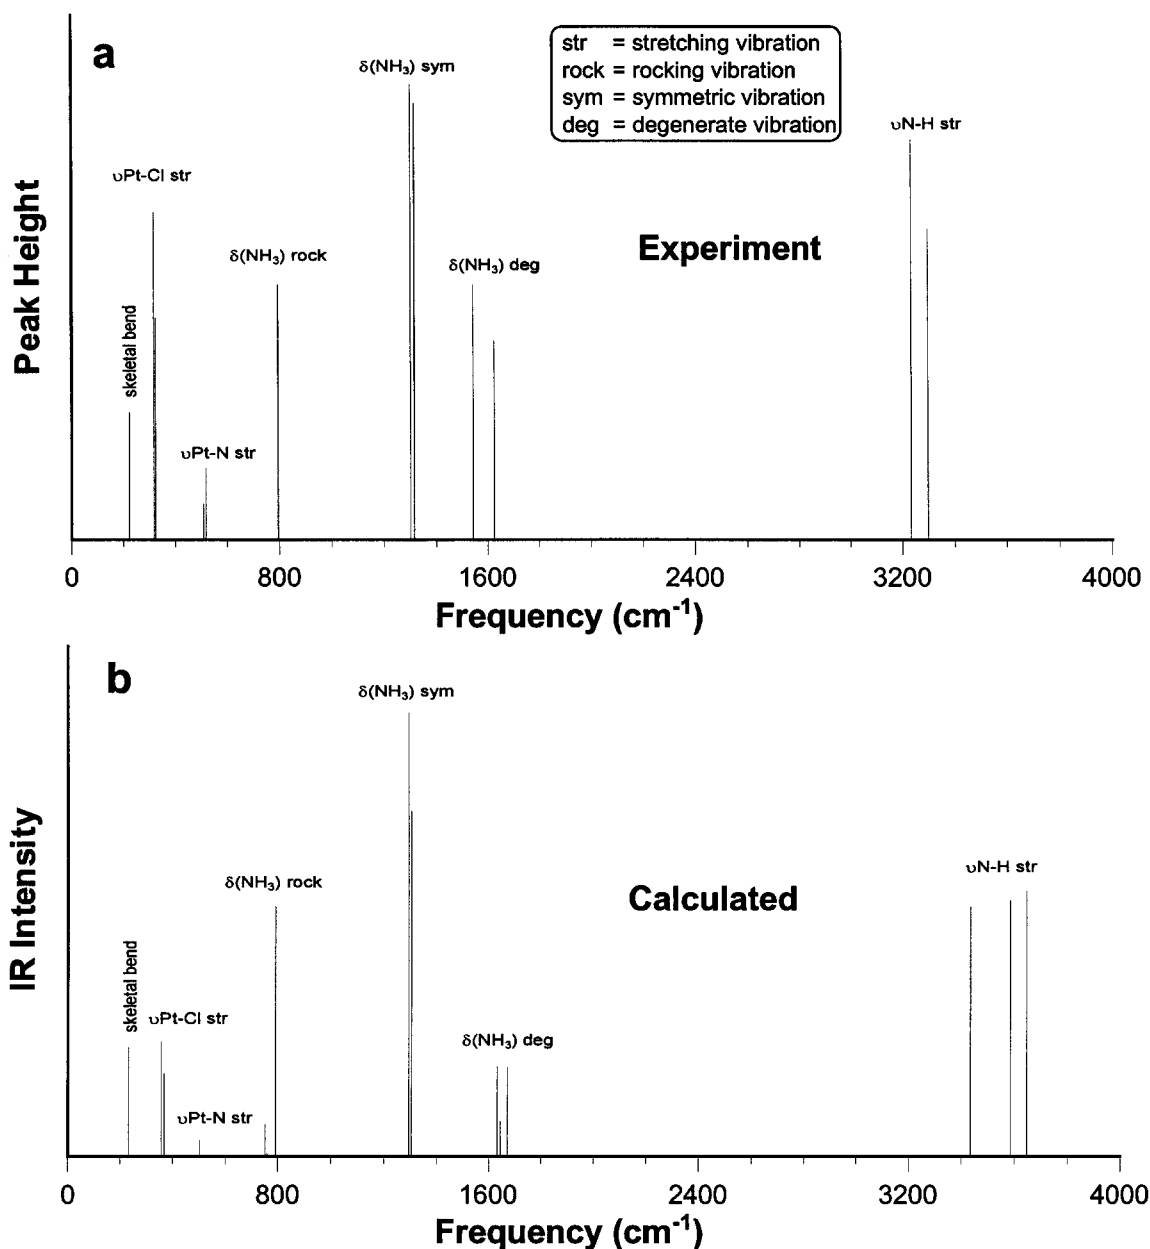 a
str = stretching vibration
rock = rocking vibration
sym = symmetric vibration
deg = degenerate vibration
δ(NH₃) sym
υN-H str
υPt-Cl str
δ(NH₃) rock
δ(NH₃) deg
Experiment
skeletal bend
υPt-N str
Peak Height
0 800 1600 2400 3200 4000
Frequency (cm⁻¹)
b
δ(NH₃) sym
δ(NH₃) rock
υN-H str
Calculated
skeletal bend
υPt-Cl str
δ(NH₃) deg
υPt-N str
IR Intensity
0 800 1600 2400 3200 4000
Frequency (cm⁻¹)